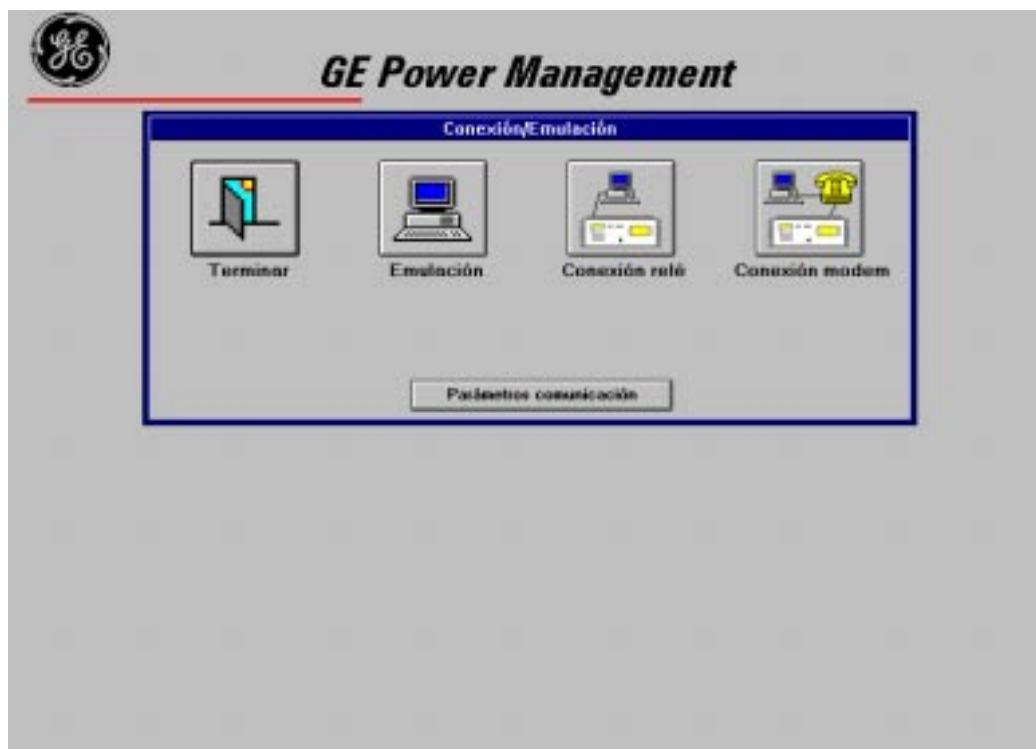 GE
GE Power Management
Conexión/Emulación
Terminar
Emulación
Conexión relé
Conexión modem
Parámetros comunicación